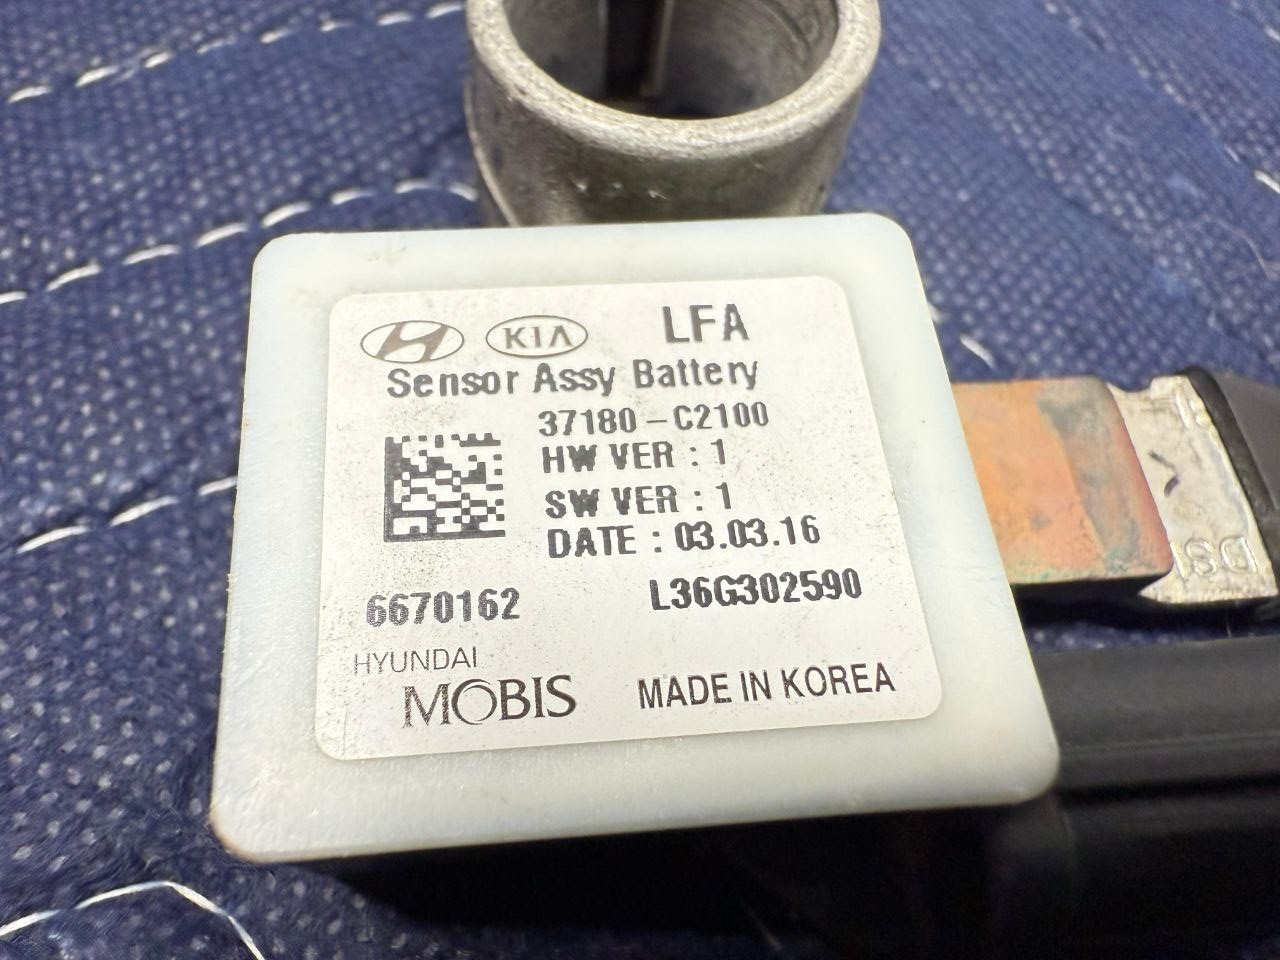 KIA LFA
Sensor Assy Battery
37180-C2100
HW VER : 1
SW VER : 1
DATE : 03.03.16
6670162 L36G302590
HYUNDAI
MOBIS MADE IN KOREA